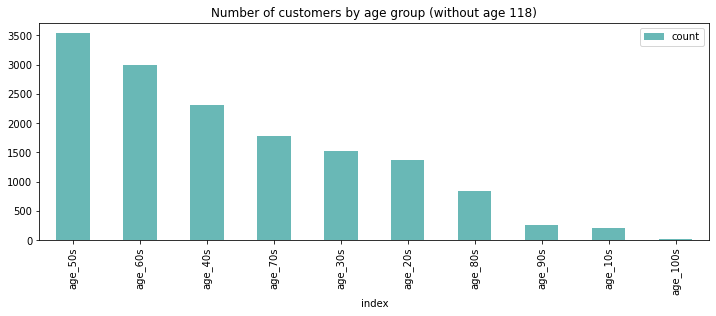 Number of customers by age group (without age 118)
count
3500
3000
2500
2000
1500
1000
500
0
age_50s
age_60s
age_40s
age_70s
age_30s
age_20s
age_80s
age_90s
age_10s
age_100s
index